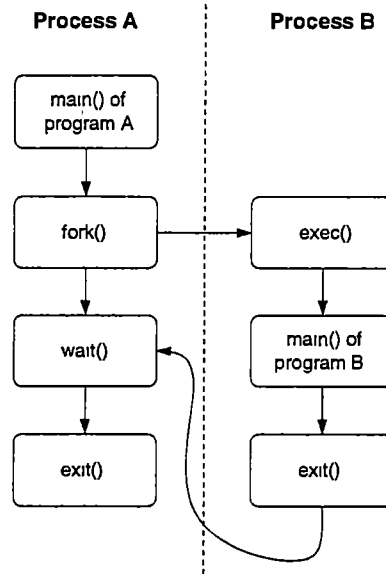 Process A
Process B
main() of
program A
fork()
exec()
wait()
main() of
program B
exit()
exit()